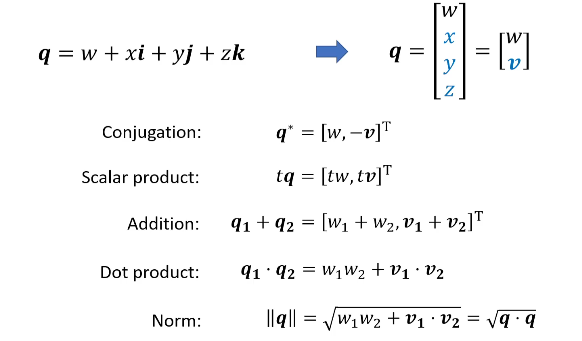 q = w + xi + yj + zk ➡ q = [w x y z] = [w v]
Conjugation: q* = [w, −v]ᵀ
Scalar product: tq = [tw, tv]ᵀ
Addition: q₁ + q₂ = [w₁ + w₂, v₁ + v₂]ᵀ
Dot product: q₁ · q₂ = w₁w₂ + v₁ · v₂
Norm: ‖q‖ = √(w₁w₂ + v₁ · v₂) = √(q · q)